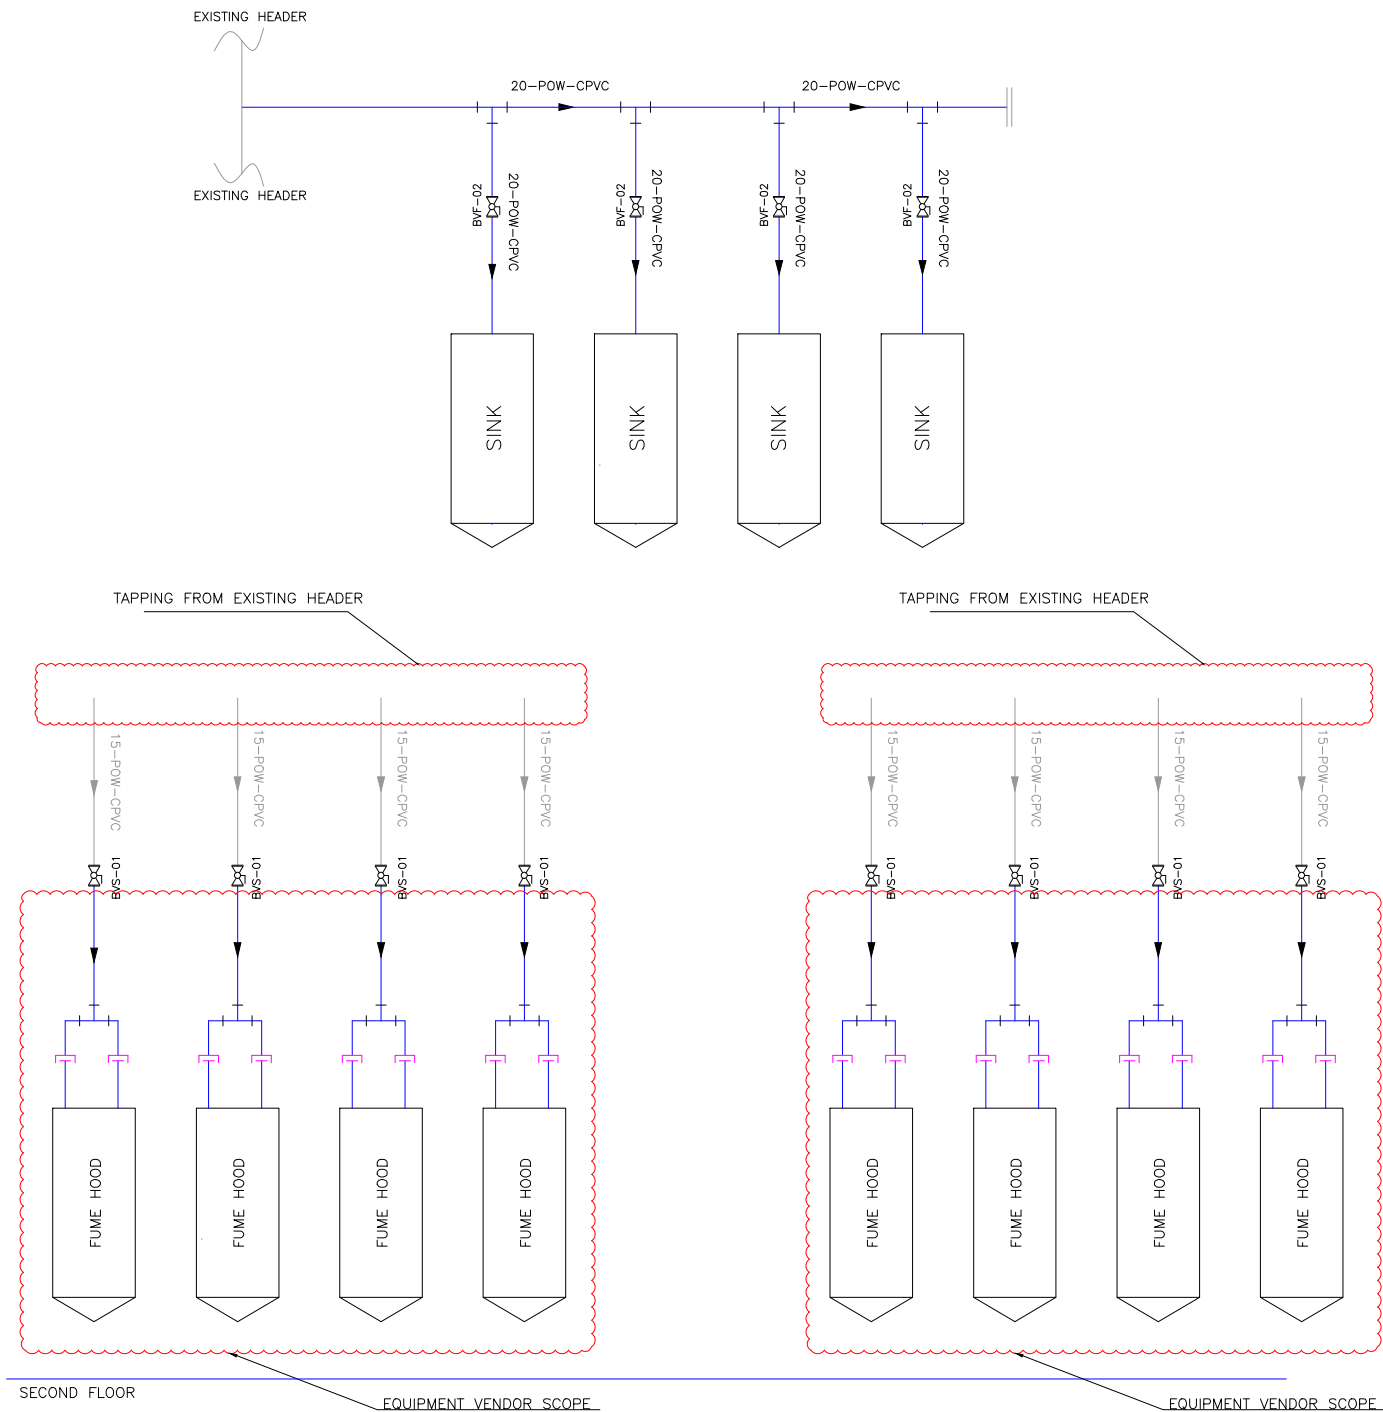 EXISTING HEADER
20-POW-CPVC
20-POW-CPVC
EXISTING HEADER
BVF-02
20-POW-CPVC
BVF-02
20-POW-CPVC
BVF-02
20-POW-CPVC
BVF-02
20-POW-CPVC
SINK
SINK
SINK
SINK
TAPPING FROM EXISTING HEADER
TAPPING FROM EXISTING HEADER
15-POW-CPVC
15-POW-CPVC
15-POW-CPVC
15-POW-CPVC
15-POW-CPVC
15-POW-CPVC
15-POW-CPVC
15-POW-CPVC
BVS-01
BVS-01
BVS-01
BVS-01
BVS-01
BVS-01
BVS-01
BVS-01
FUME HOOD
FUME HOOD
FUME HOOD
FUME HOOD
FUME HOOD
FUME HOOD
FUME HOOD
FUME HOOD
SECOND FLOOR
EQUIPMENT VENDOR SCOPE
EQUIPMENT VENDOR SCOPE